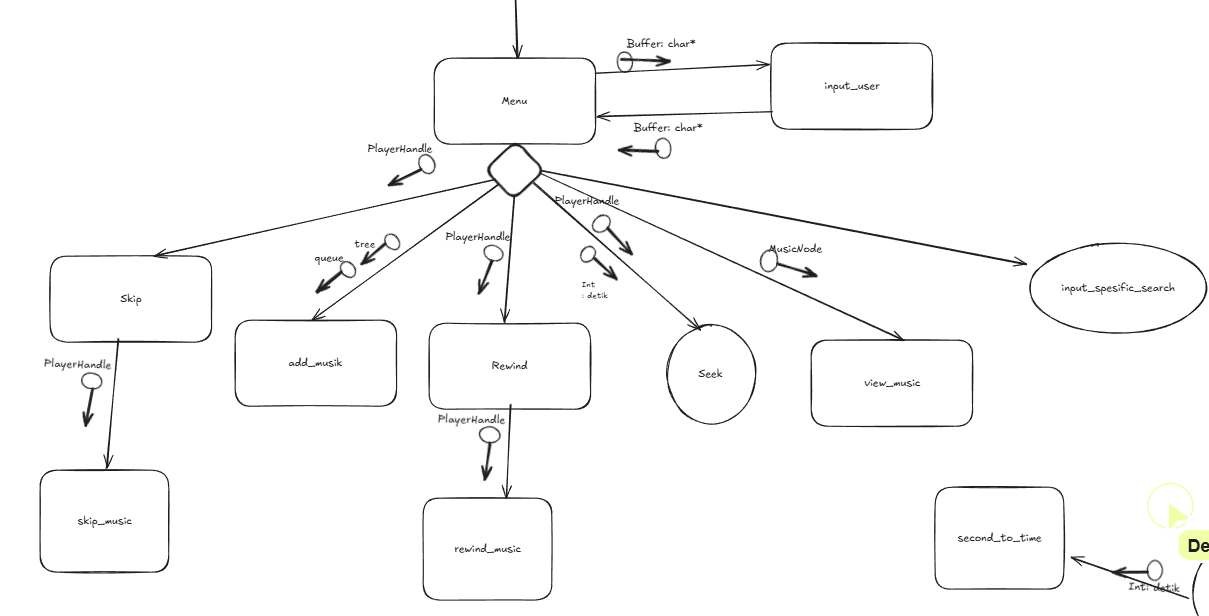 Buffer: char*
input_user
Menu
Buffer: char*
PlayerHandle
PlayerHandle
tree
PlayerHandle
MusicNode
queue
Int
: detik
input_spesific_search
Skip
PlayerHandle
add_musik
Rewind
Seek
view_music
PlayerHandle
skip_music
rewind_music
second_to_time
De
Int: detik